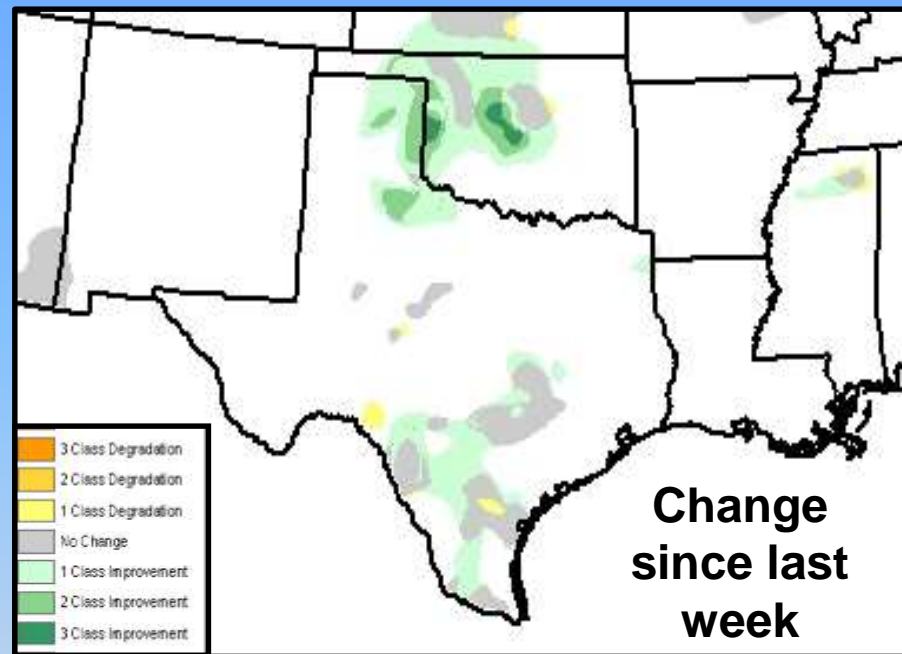 3 Class Degradation
2 Class Degradation
1 Class Degradation
No Change
1 Class Improvement
2 Class Improvement
3 Class Improvement
Change
since last
week